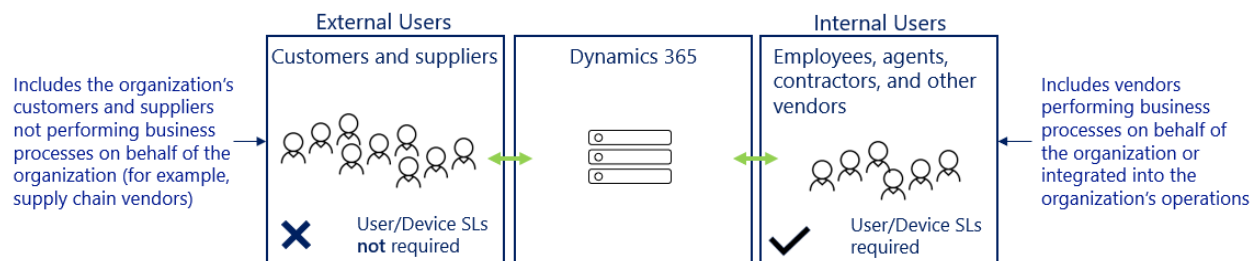 External Users
Internal Users
Customers and suppliers
Dynamics 365
Employees, agents,
contractors, and other
vendors
Includes the organization's
customers and suppliers
not performing business
processes on behalf of the
organization (for example,
supply chain vendors)
Includes vendors
performing business
processes on behalf of
the organization or
integrated into the
organization's operations
User/Device SLs
not required
User/Device SLs
required